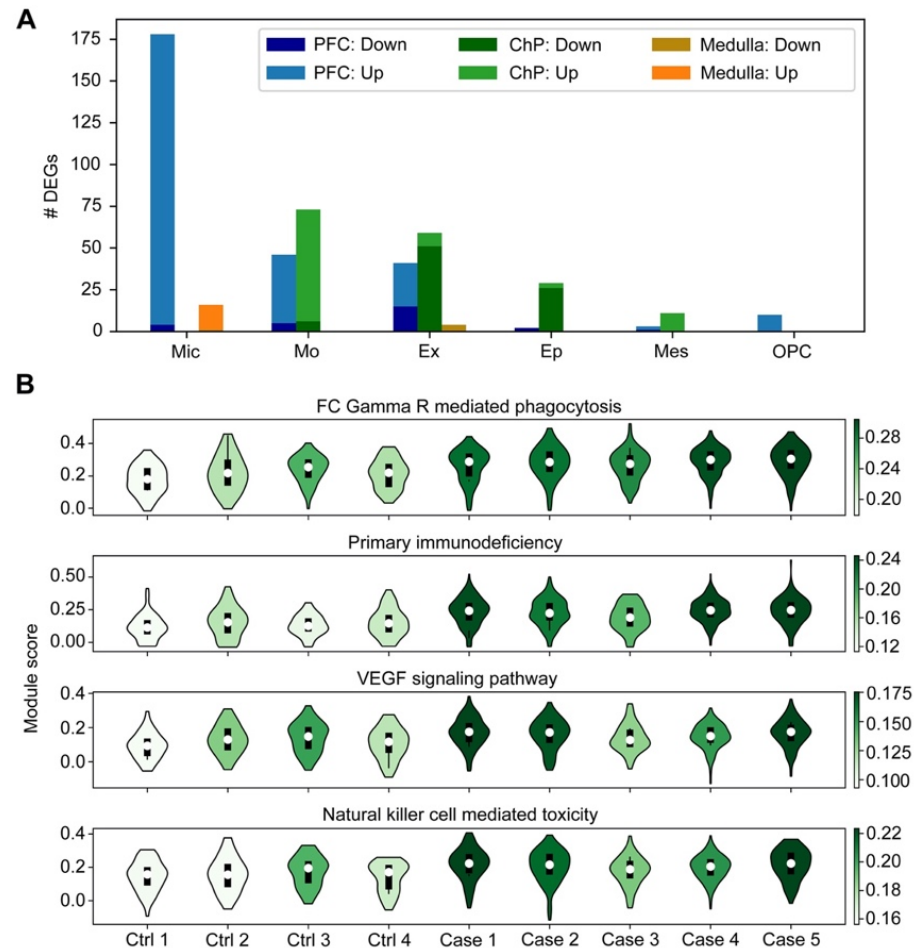 A
175
150
125
100
75
50
25
0
# DEGs
PFC: Down ChP: Down Medulla: Down
PFC: Up ChP: Up Medulla: Up
Mic Mo Ex Ep Mes OPC
B
Module score
FC Gamma R mediated phagocytosis
0.4
0.2
0.0
0.28
0.24
0.20
Primary immunodeficiency
0.50
0.25
0.00
0.24
0.20
0.16
0.12
VEGF signaling pathway
0.4
0.2
0.0
0.175
0.150
0.125
0.100
Natural killer cell mediated toxicity
0.4
0.2
0.0
0.22
0.20
0.18
0.16
Ctrl 1 Ctrl 2 Ctrl 3 Ctrl 4 Case 1 Case 2 Case 3 Case 4 Case 5